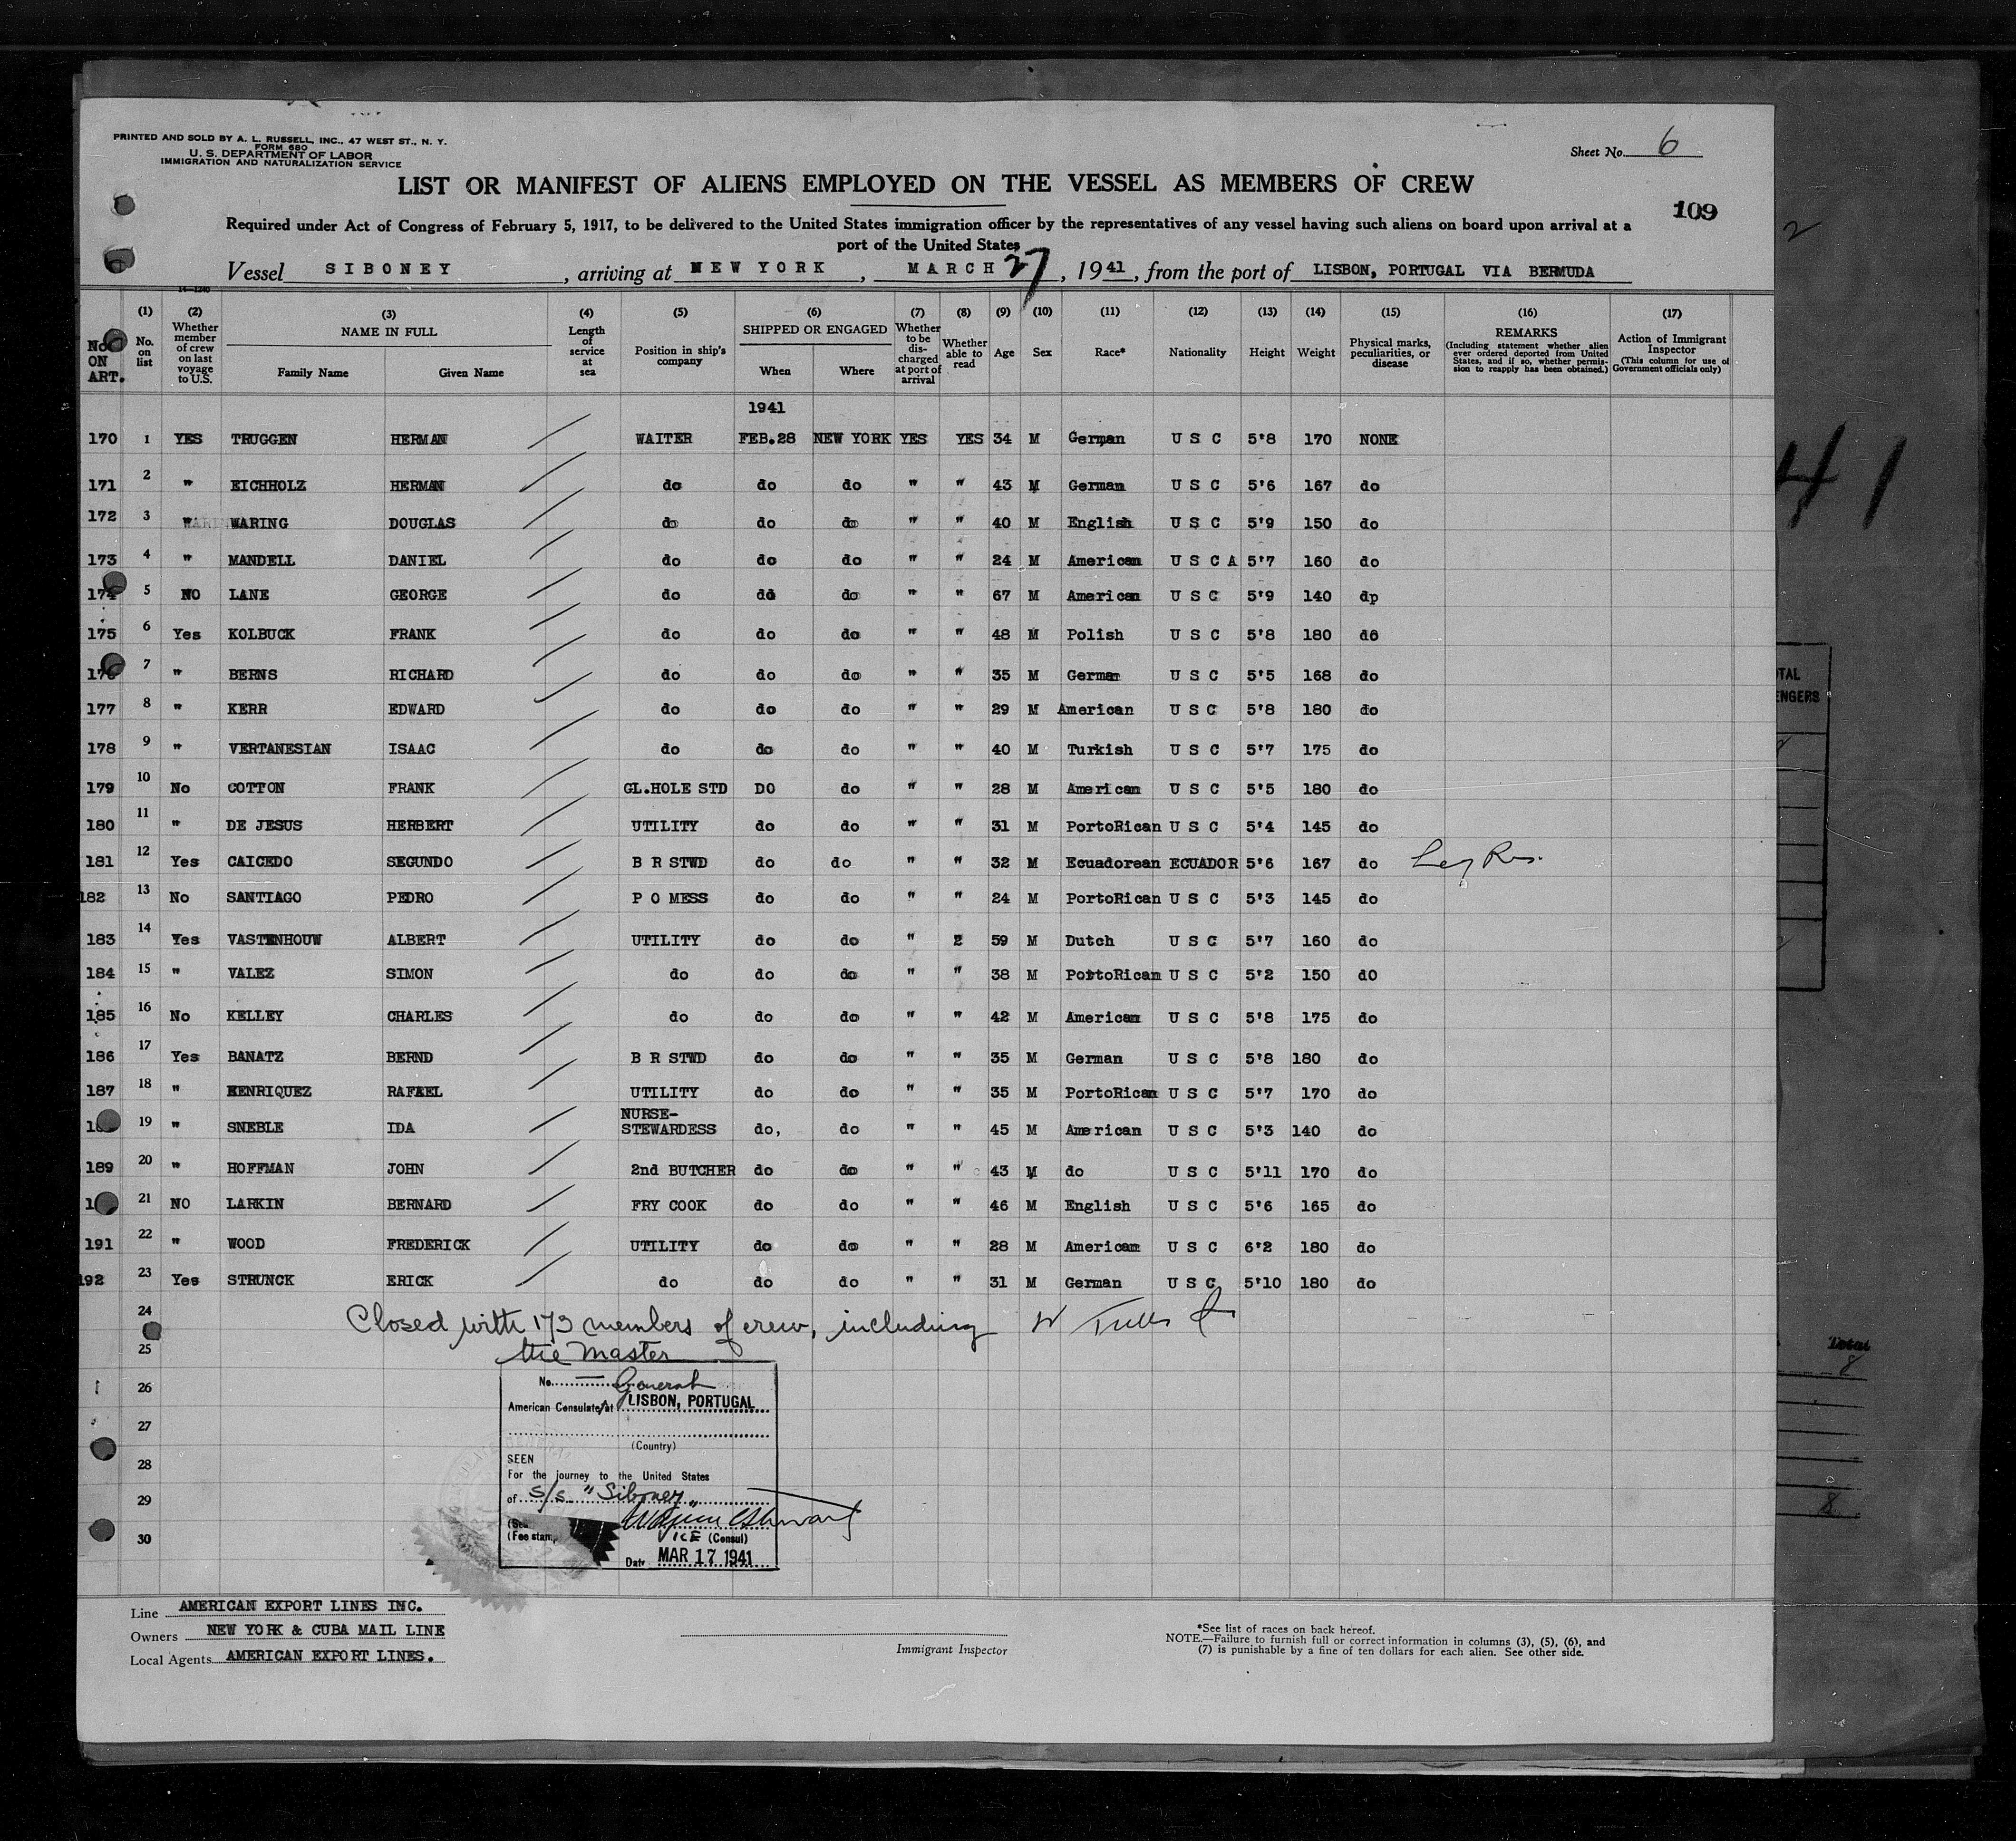 PRINTED AND SOLD BY A. L. RUSSELL, INC., 47 WEST ST., N. Y.
FORM 680
U. S. DEPARTMENT OF LABOR
IMMIGRATION AND NATURALIZATION SERVICE
Sheet No. 6
LIST OR MANIFEST OF ALIENS EMPLOYED ON THE VESSEL AS MEMBERS OF CREW
109
Required under Act of Congress of February 5, 1917, to be delivered to the United States immigration officer by the representatives of any vessel having such aliens on board upon arrival at a
port of the United States
Vessel SIBONEY, arriving at NEW YORK, MARCH 27, 1941, from the port of LISBON, PORTUGAL VIA BERMUDA
NO. ON ART. (1) No. on list (2) Whether member of crew on last voyage to U.S. (3) NAME IN FULL Family Name Given Name (4) Length of service at sea (5) Position in ship's company (6) SHIPPED OR ENGAGED When Where (7) Whether to be discharged at port of arrival (8) Whether able to read (9) Age (10) Sex (11) Race* (12) Nationality (13) Height (14) Weight (15) Physical marks, peculiarities, or disease (16) REMARKS (Including statement whether alien ever ordered deported from United States, and if so, whether permission to reapply has been obtained.) (17) Action of Immigrant Inspector (This column for use of Government officials only)
1941
170 1 YES TRUGGEN HERMAN WAITER FEB.28 NEW YORK YES YES 34 M German U S C 5'8 170 NONE
171 2 " EICHHOLZ HERMAN do do do " " 43 M German U S C 5'6 167 do
172 3 " WARING DOUGLAS do do do " " 40 M English U S C 5'9 150 do
173 4 " MANDELL DANIEL do do do " " 24 M American U S C A 5'7 160 do
174 5 NO LANE GEORGE do do do " " 67 M American U S C 5'9 140 dp
175 6 Yes KOLBUCK FRANK do do do " " 48 M Polish U S C 5'8 180 do
176 7 " BERNS RICHARD do do do " " 35 M German U S C 5'5 168 do
177 8 " KERR EDWARD do do do " " 29 M American U S C 5'8 180 do
178 9 " VERTANESIAN ISAAC do do do " " 40 M Turkish U S C 5'7 175 do
179 10 No COTTON FRANK GL.HOLE STD DO do " " 28 M American U S C 5'5 180 do
180 11 " DE JESUS HERBERT UTILITY do do " " 31 M PortoRican U S C 5'4 145 do
181 12 Yes CAICEDO SEGUNDO B R STWD do do " " 32 M Ecuadorean ECUADOR 5'6 167 do Leg Res.
182 13 No SANTIAGO PEDRO P O MESS do do " " 24 M PortoRican U S C 5'3 145 do
183 14 Yes VASTENHOUW ALBERT UTILITY do do " 2 59 M Dutch U S C 5'7 160 do
184 15 " VALEZ SIMON do do do " " 38 M PortoRican U S C 5'2 150 dO
185 16 No KELLEY CHARLES do do do " " 42 M American U S C 5'8 175 do
186 17 Yes BANATZ BERND B R STWD do do " " 35 M German U S C 5'8 180 do
187 18 " HENRIQUEZ RAFAEL UTILITY do do " " 35 M PortoRican U S C 5'7 170 do
19 " SNEBLE IDA NURSE-STEWARDESS do, do " " 45 M American U S C 5'3 140 do
189 20 " HOFFMAN JOHN 2nd BUTCHER do do " " 43 M do U S C 5'11 170 do
21 NO LARKIN BERNARD FRY COOK do do " " 46 M English U S C 5'6 165 do
191 22 " WOOD FREDERICK UTILITY do do " " 28 M American U S C 6'2 180 do
192 23 Yes STRUNCK ERICK do do do " " 31 M German U S C 5'10 180 do
24
Closed with 173 members of crew, including
the Master
25
26
27
28
29
30
No. General
American Consulate at LISBON, PORTUGAL
(Country)
SEEN
For the journey to the United States
of S/S "Siboney"
(Fee stamp
VICE (Consul)
Date MAR 17 1941
Line AMERICAN EXPORT LINES INC.
Owners NEW YORK & CUBA MAIL LINE
Local Agents AMERICAN EXPORT LINES.
Immigrant Inspector
*See list of races on back hereof.
NOTE.—Failure to furnish full or correct information in columns (3), (5), (6), and
(7) is punishable by a fine of ten dollars for each alien. See other side.
2
41
Total
8
8